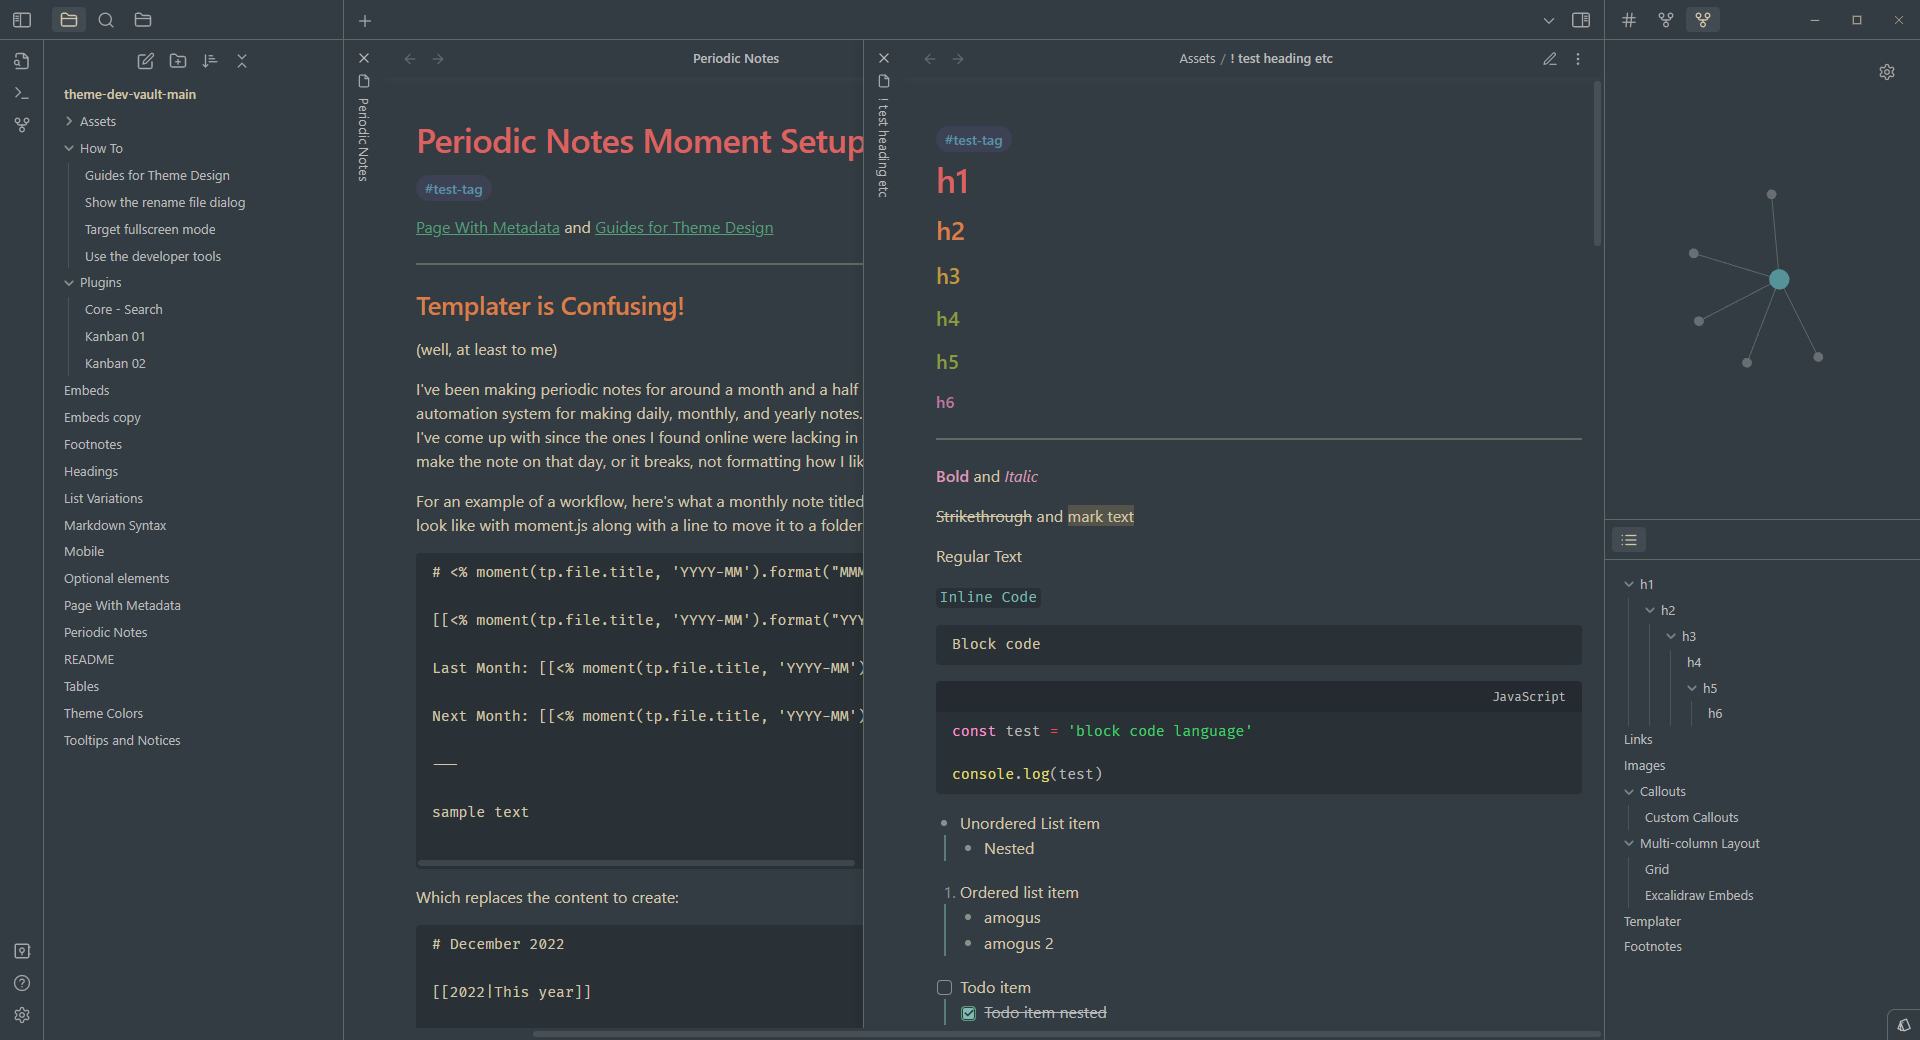 theme-dev-vault-main
Assets
How To
Guides for Theme Design
Show the rename file dialog
Target fullscreen mode
Use the developer tools
Plugins
Core - Search
Kanban 01
Kanban 02
Embeds
Embeds copy
Footnotes
Headings
List Variations
Markdown Syntax
Mobile
Optional elements
Page With Metadata
Periodic Notes
README
Tables
Theme Colors
Tooltips and Notices
Periodic Notes
Periodic Notes
Periodic Notes Moment Setup
#test-tag
Page With Metadata and Guides for Theme Design
Templater is Confusing!
(well, at least to me)
I've been making periodic notes for around a month and a half
automation system for making daily, monthly, and yearly notes.
I've come up with since the ones I found online were lacking in
make the note on that day, or it breaks, not formatting how I lik
For an example of a workflow, here's what a monthly note titled
look like with moment.js along with a line to move it to a folder
# <% moment(tp.file.title, 'YYYY-MM').format("MMM
[[<% moment(tp.file.title, 'YYYY-MM').format("YYY
Last Month: [[<% moment(tp.file.title, 'YYYY-MM')
Next Month: [[<% moment(tp.file.title, 'YYYY-MM')
---
sample text
Which replaces the content to create:
# December 2022
[[2022|This year]]
! test heading etc
Assets / ! test heading etc
#test-tag
h1
h2
h3
h4
h5
h6
Bold and Italic
Strikethrough and mark text
Regular Text
Inline Code
Block code
JavaScript
const test = 'block code language'
console.log(test)
Unordered List item
Nested
1. Ordered list item
amogus
amogus 2
Todo item
Todo item nested
h1
h2
h3
h4
h5
h6
Links
Images
Callouts
Custom Callouts
Multi-column Layout
Grid
Excalidraw Embeds
Templater
Footnotes